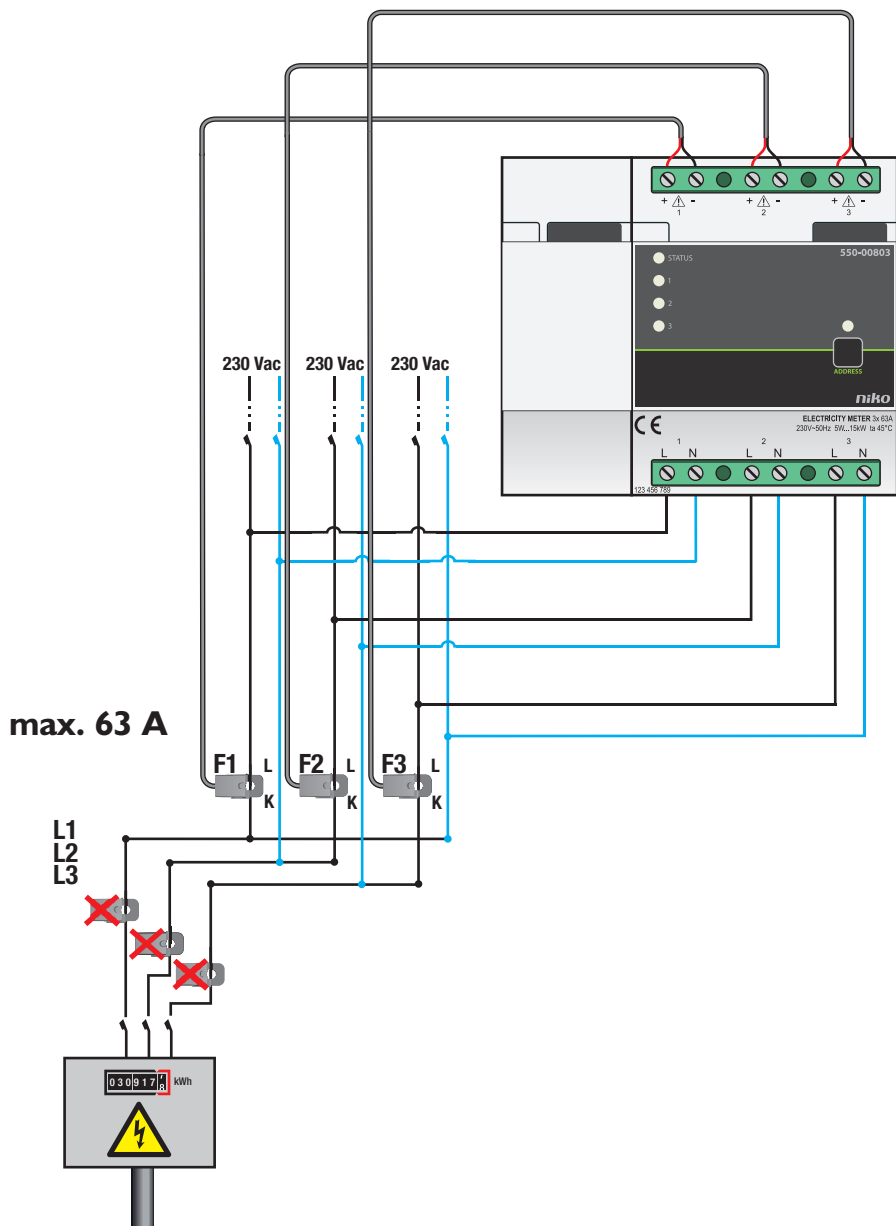 + ⚠ - + ⚠ - + ⚠ -
1 2 3
550-00803
STATUS
1
2
3
ADDRESS
niko
230 Vac 230 Vac 230 Vac
CE
ELECTRICITY METER 3x 63A
230V~50Hz 5W...15kW ta 45°C
1 2 3
L N L N L N
123 456 789
max. 63 A
F1 L F2 L F3 L
K K K
L1
L2
L3
030917 7
8
kWh